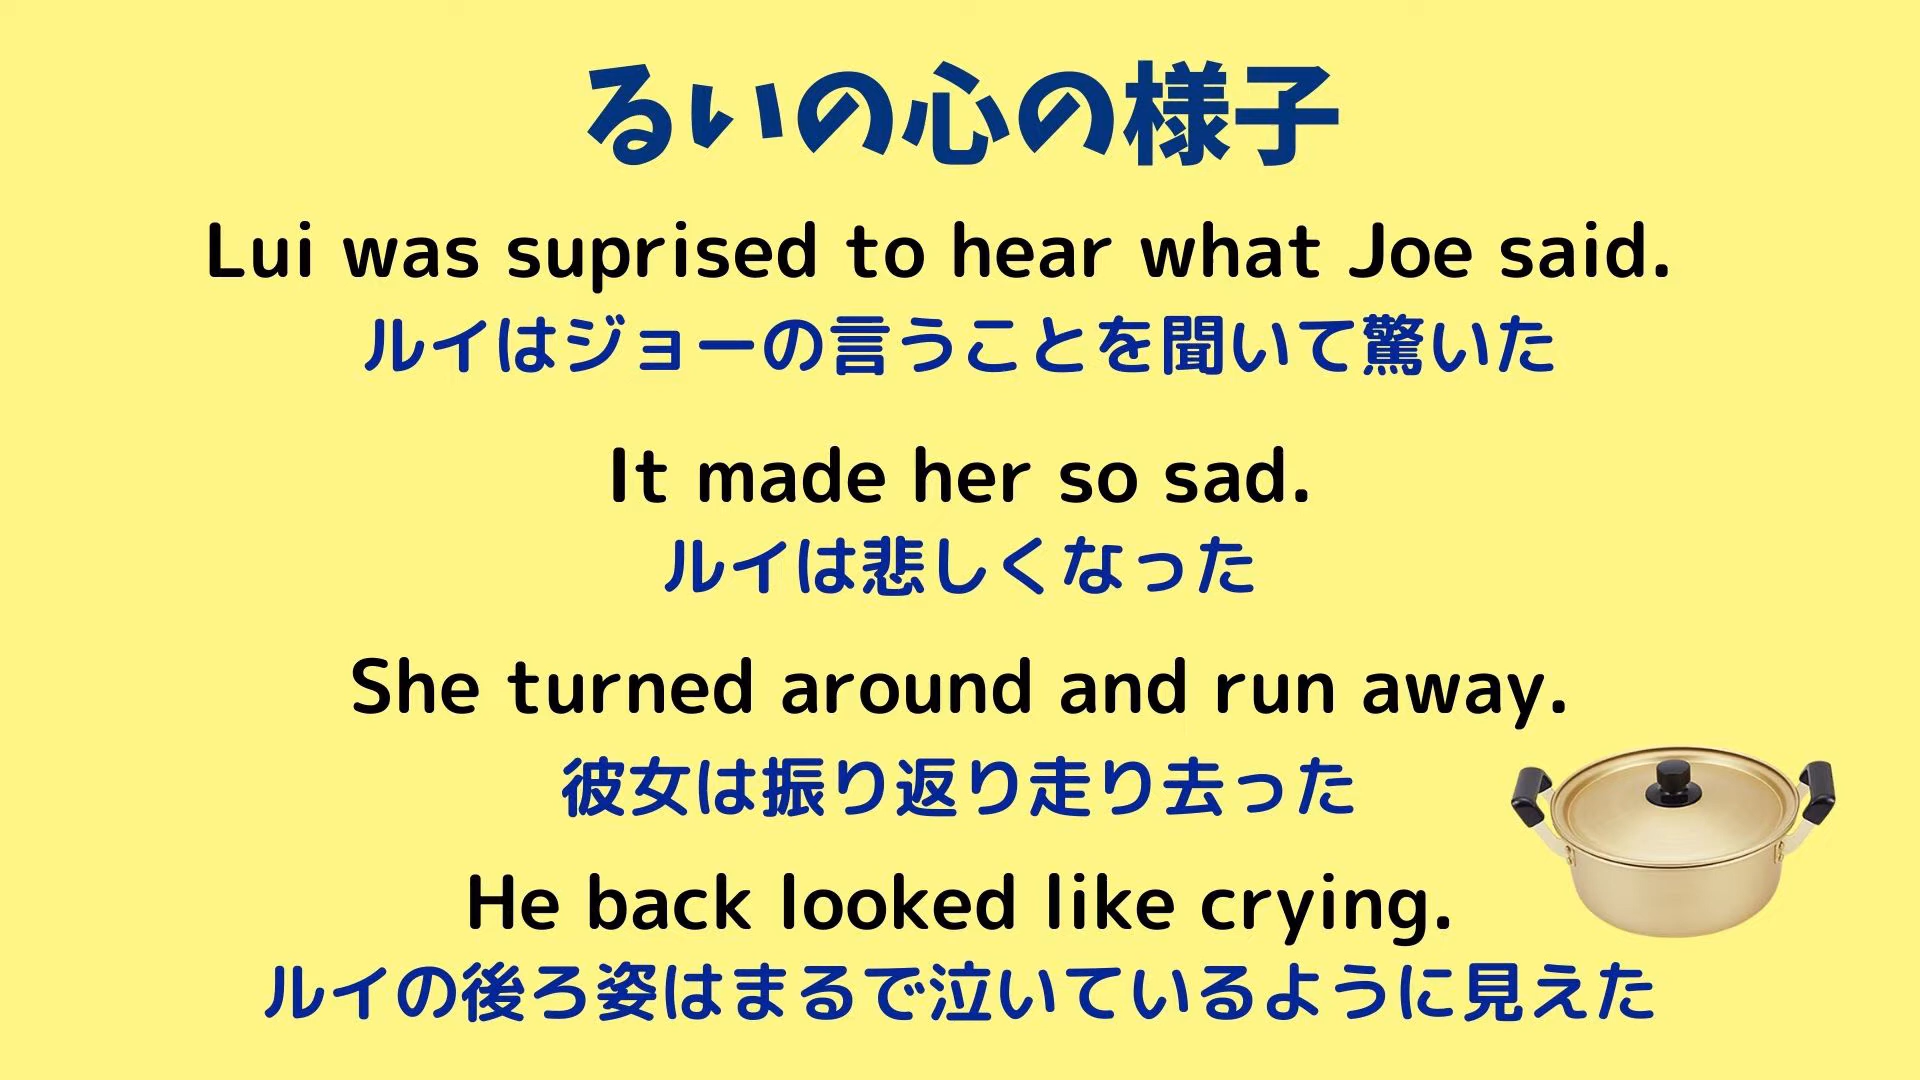 るいの心の様子
Lui was suprised to hear what Joe said.
ルイはジョーの言うことを聞いて驚いた
It made her so sad.
ルイは悲しくなった
She turned around and run away.
彼女は振り返り走り去った
He back looked like crying.
ルイの後ろ姿はまるで泣いているように見えた